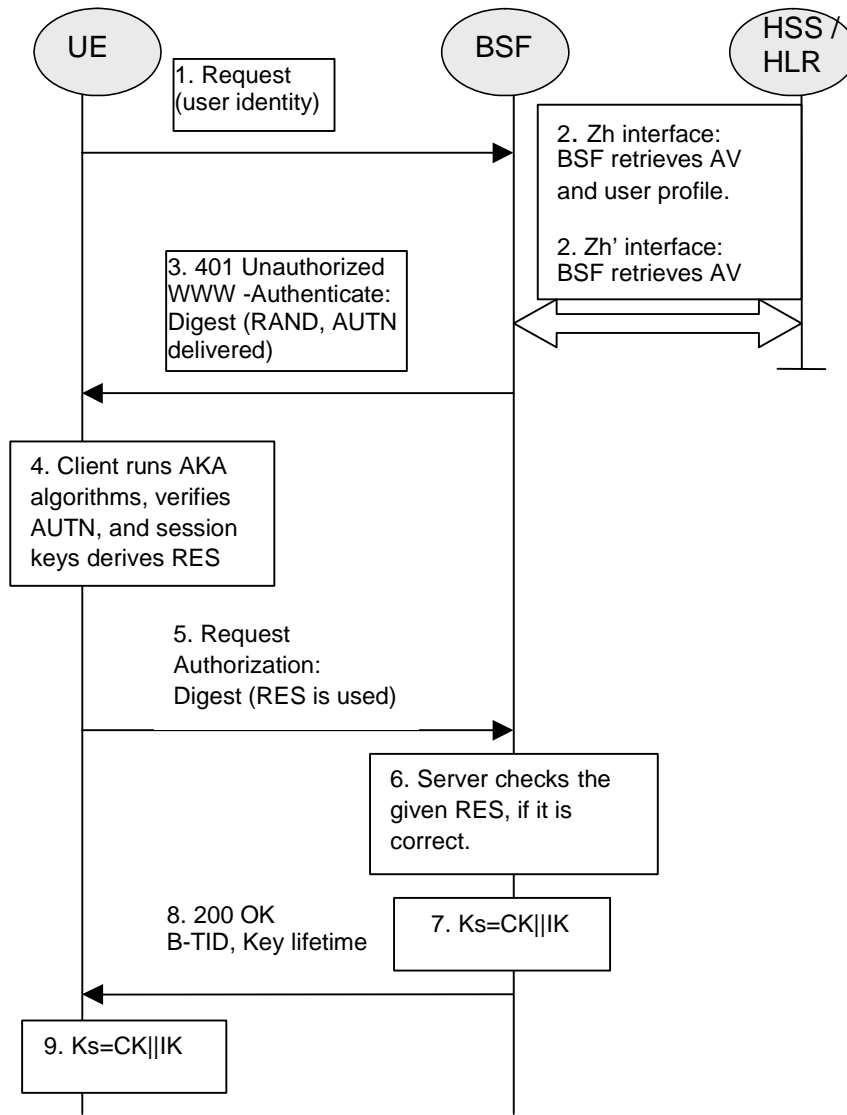 UE
BSF
HSS /
HLR
1. Request
(user identity)
2. Zh interface:
BSF retrieves AV
and user profile.
2. Zh’ interface:
BSF retrieves AV
3. 401 Unauthorized
WWW -Authenticate:
Digest (RAND, AUTN
delivered)
4. Client runs AKA
algorithms, verifies
AUTN, and session
keys derives RES
5. Request
Authorization:
Digest (RES is used)
6. Server checks the
given RES, if it is
correct.
7. Ks=CK||IK
8. 200 OK
B-TID, Key lifetime
9. Ks=CK||IK